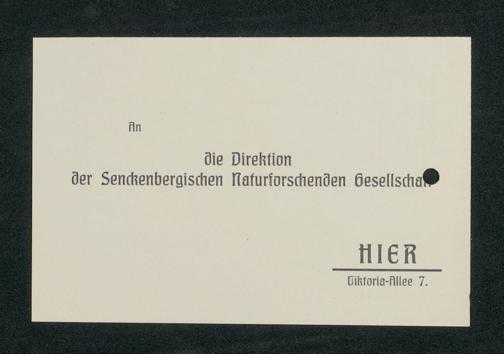 An
die Direktion
der Senckenbergischen Naturforschenden Gesellschaft
HIER
Viktoria-Allee 7.